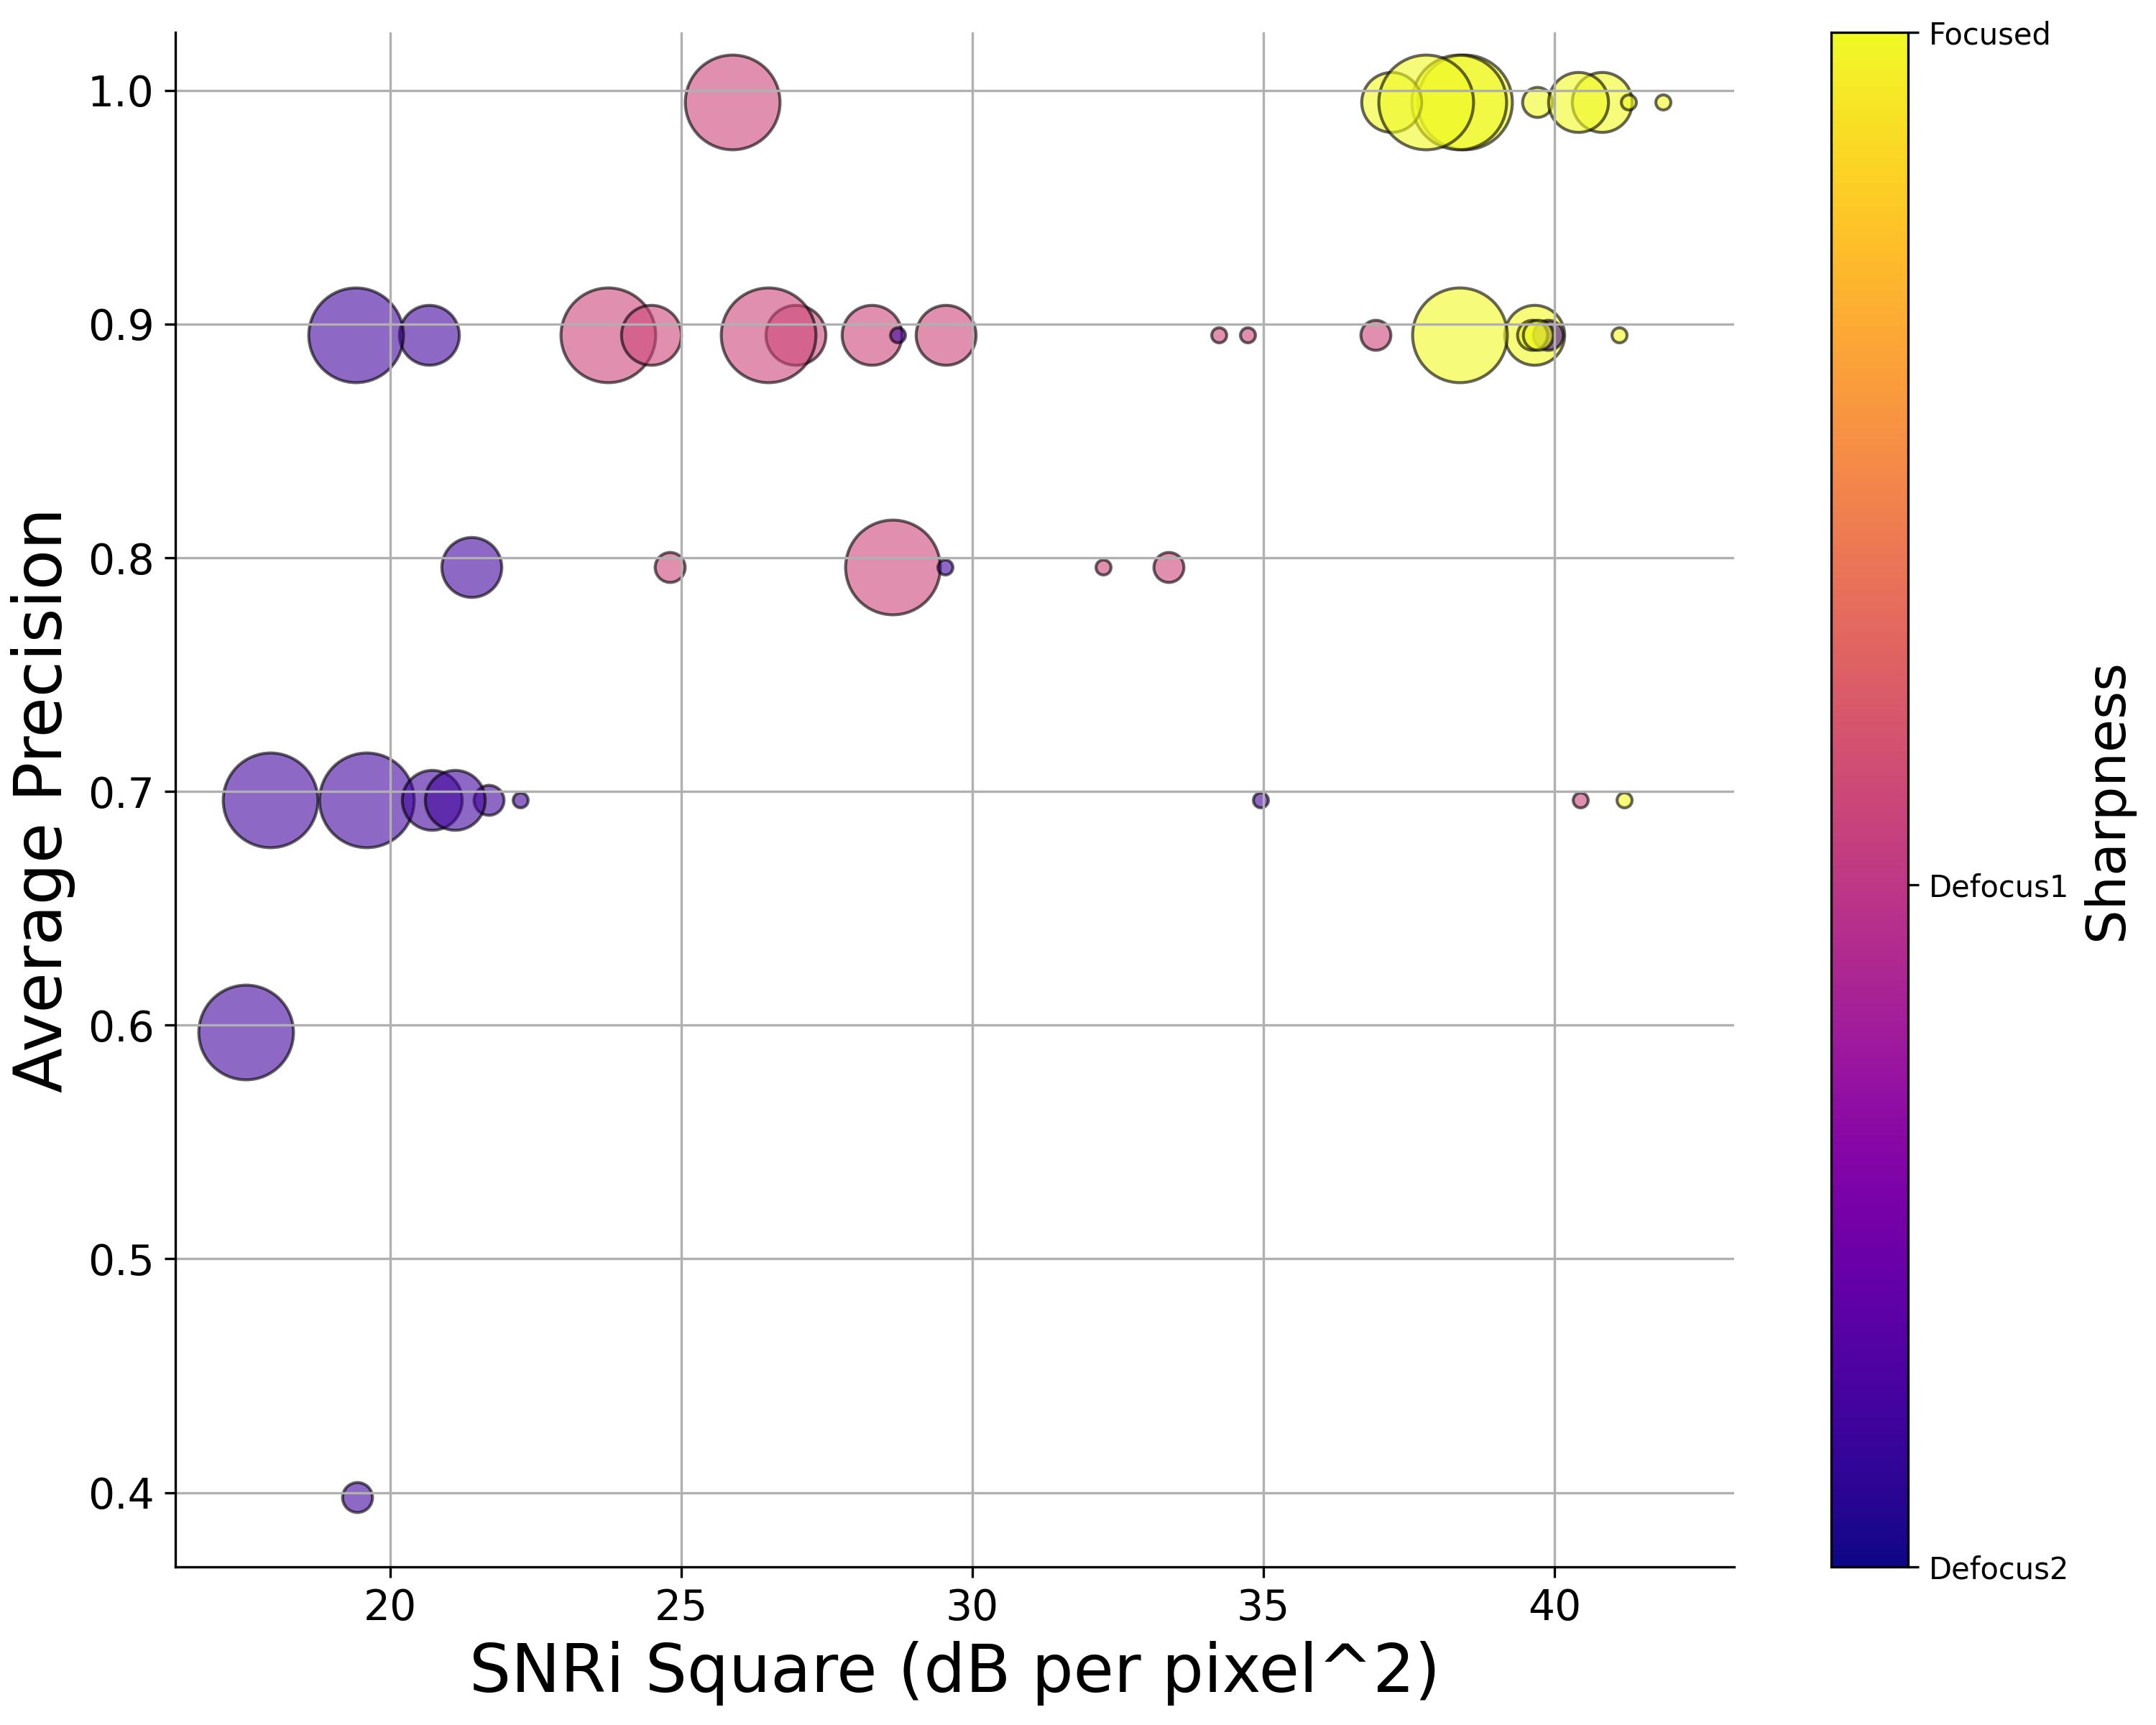 1.0
0.9
0.8
0.7
0.6
0.5
0.4
Average Precision
20 25 30 35 40
SNRi Square (dB per pixel^2)
Focused
Defocus1
Defocus2
Sharpness